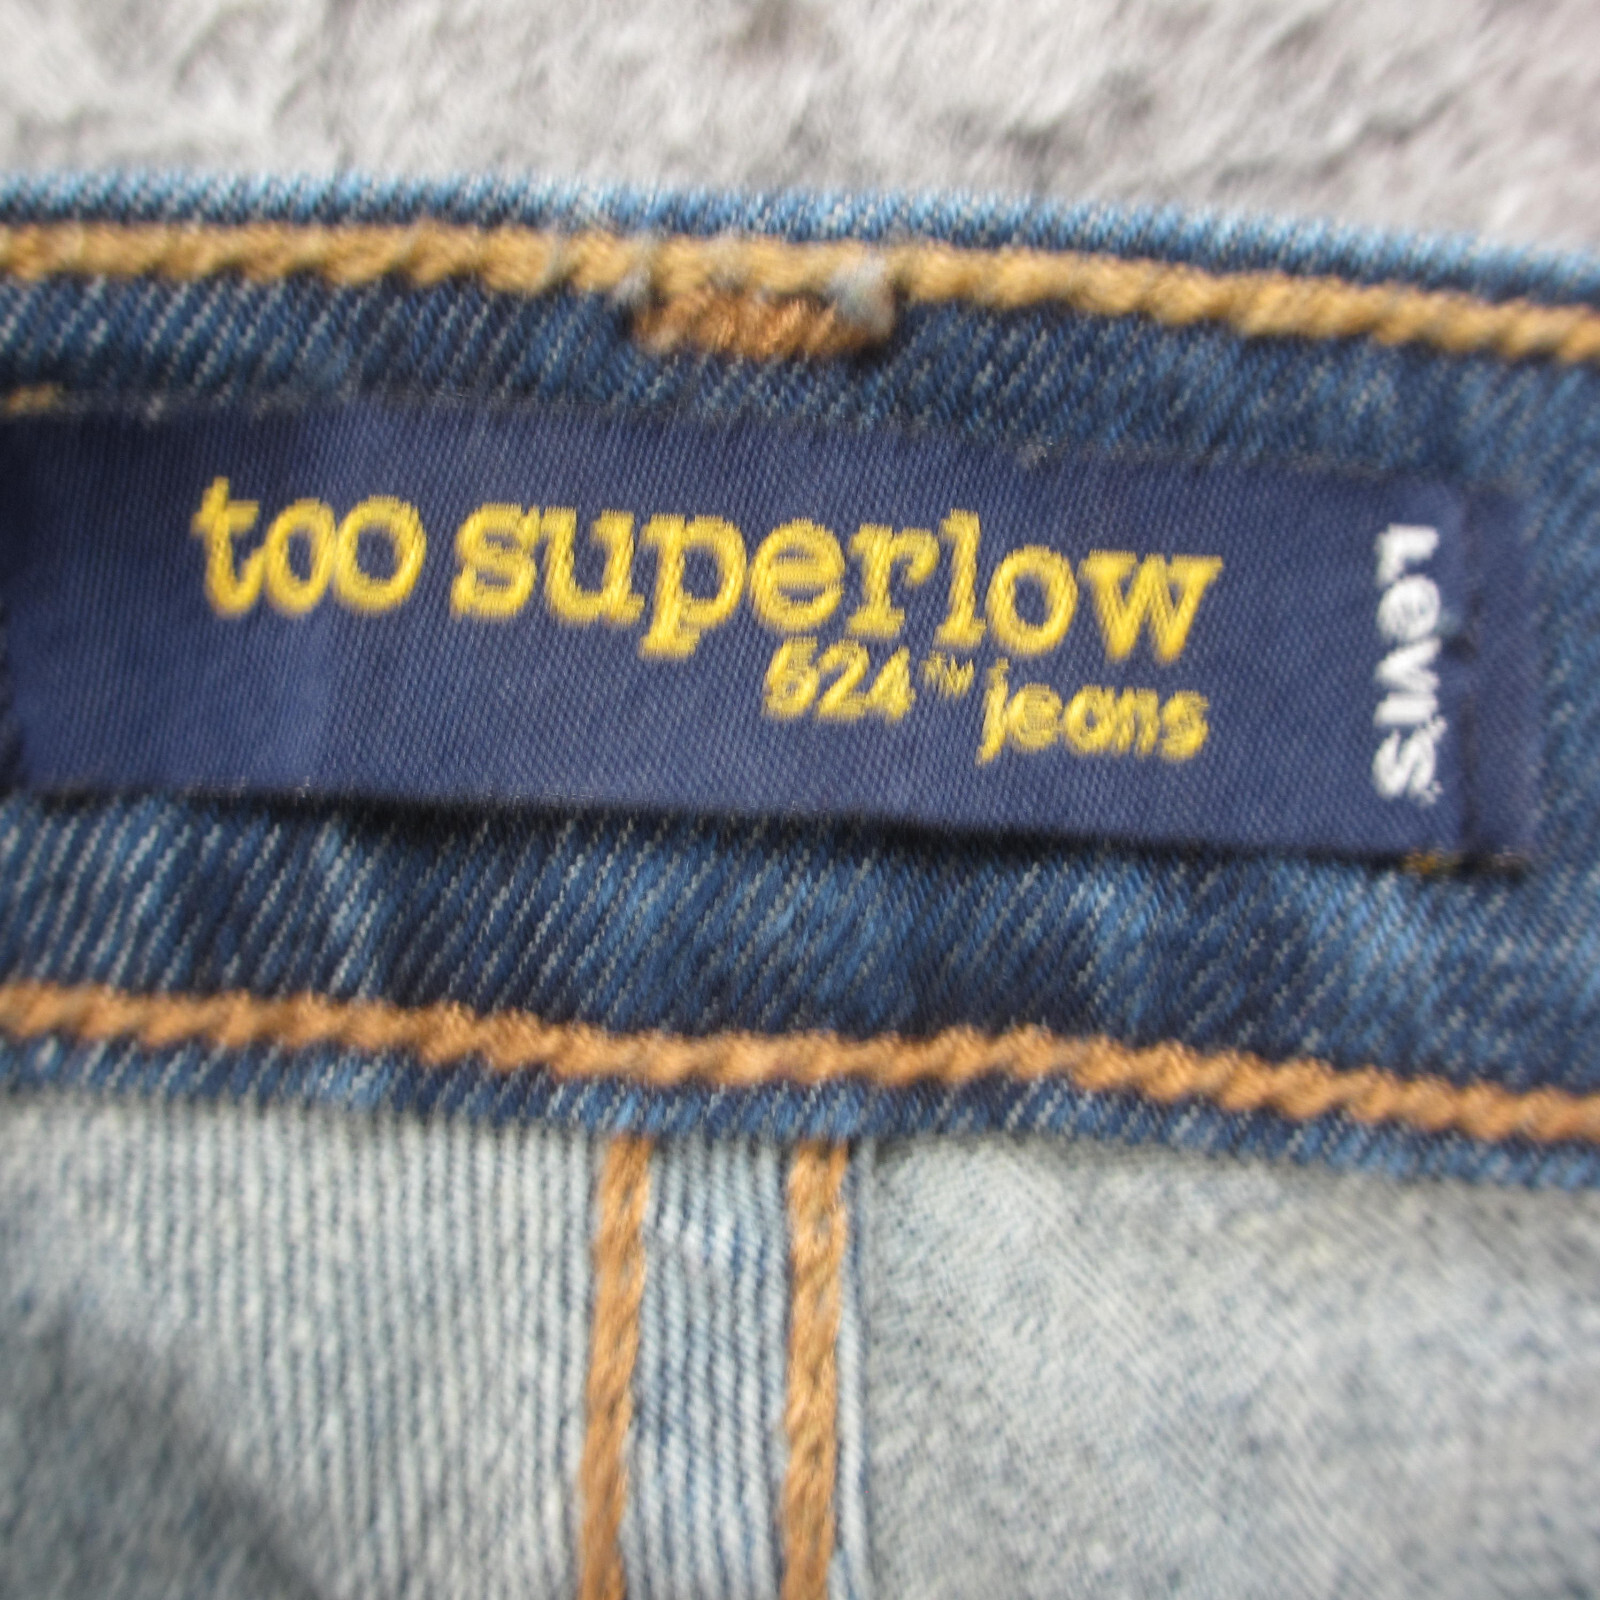 too superlow
524™ jeans
LeVI'S